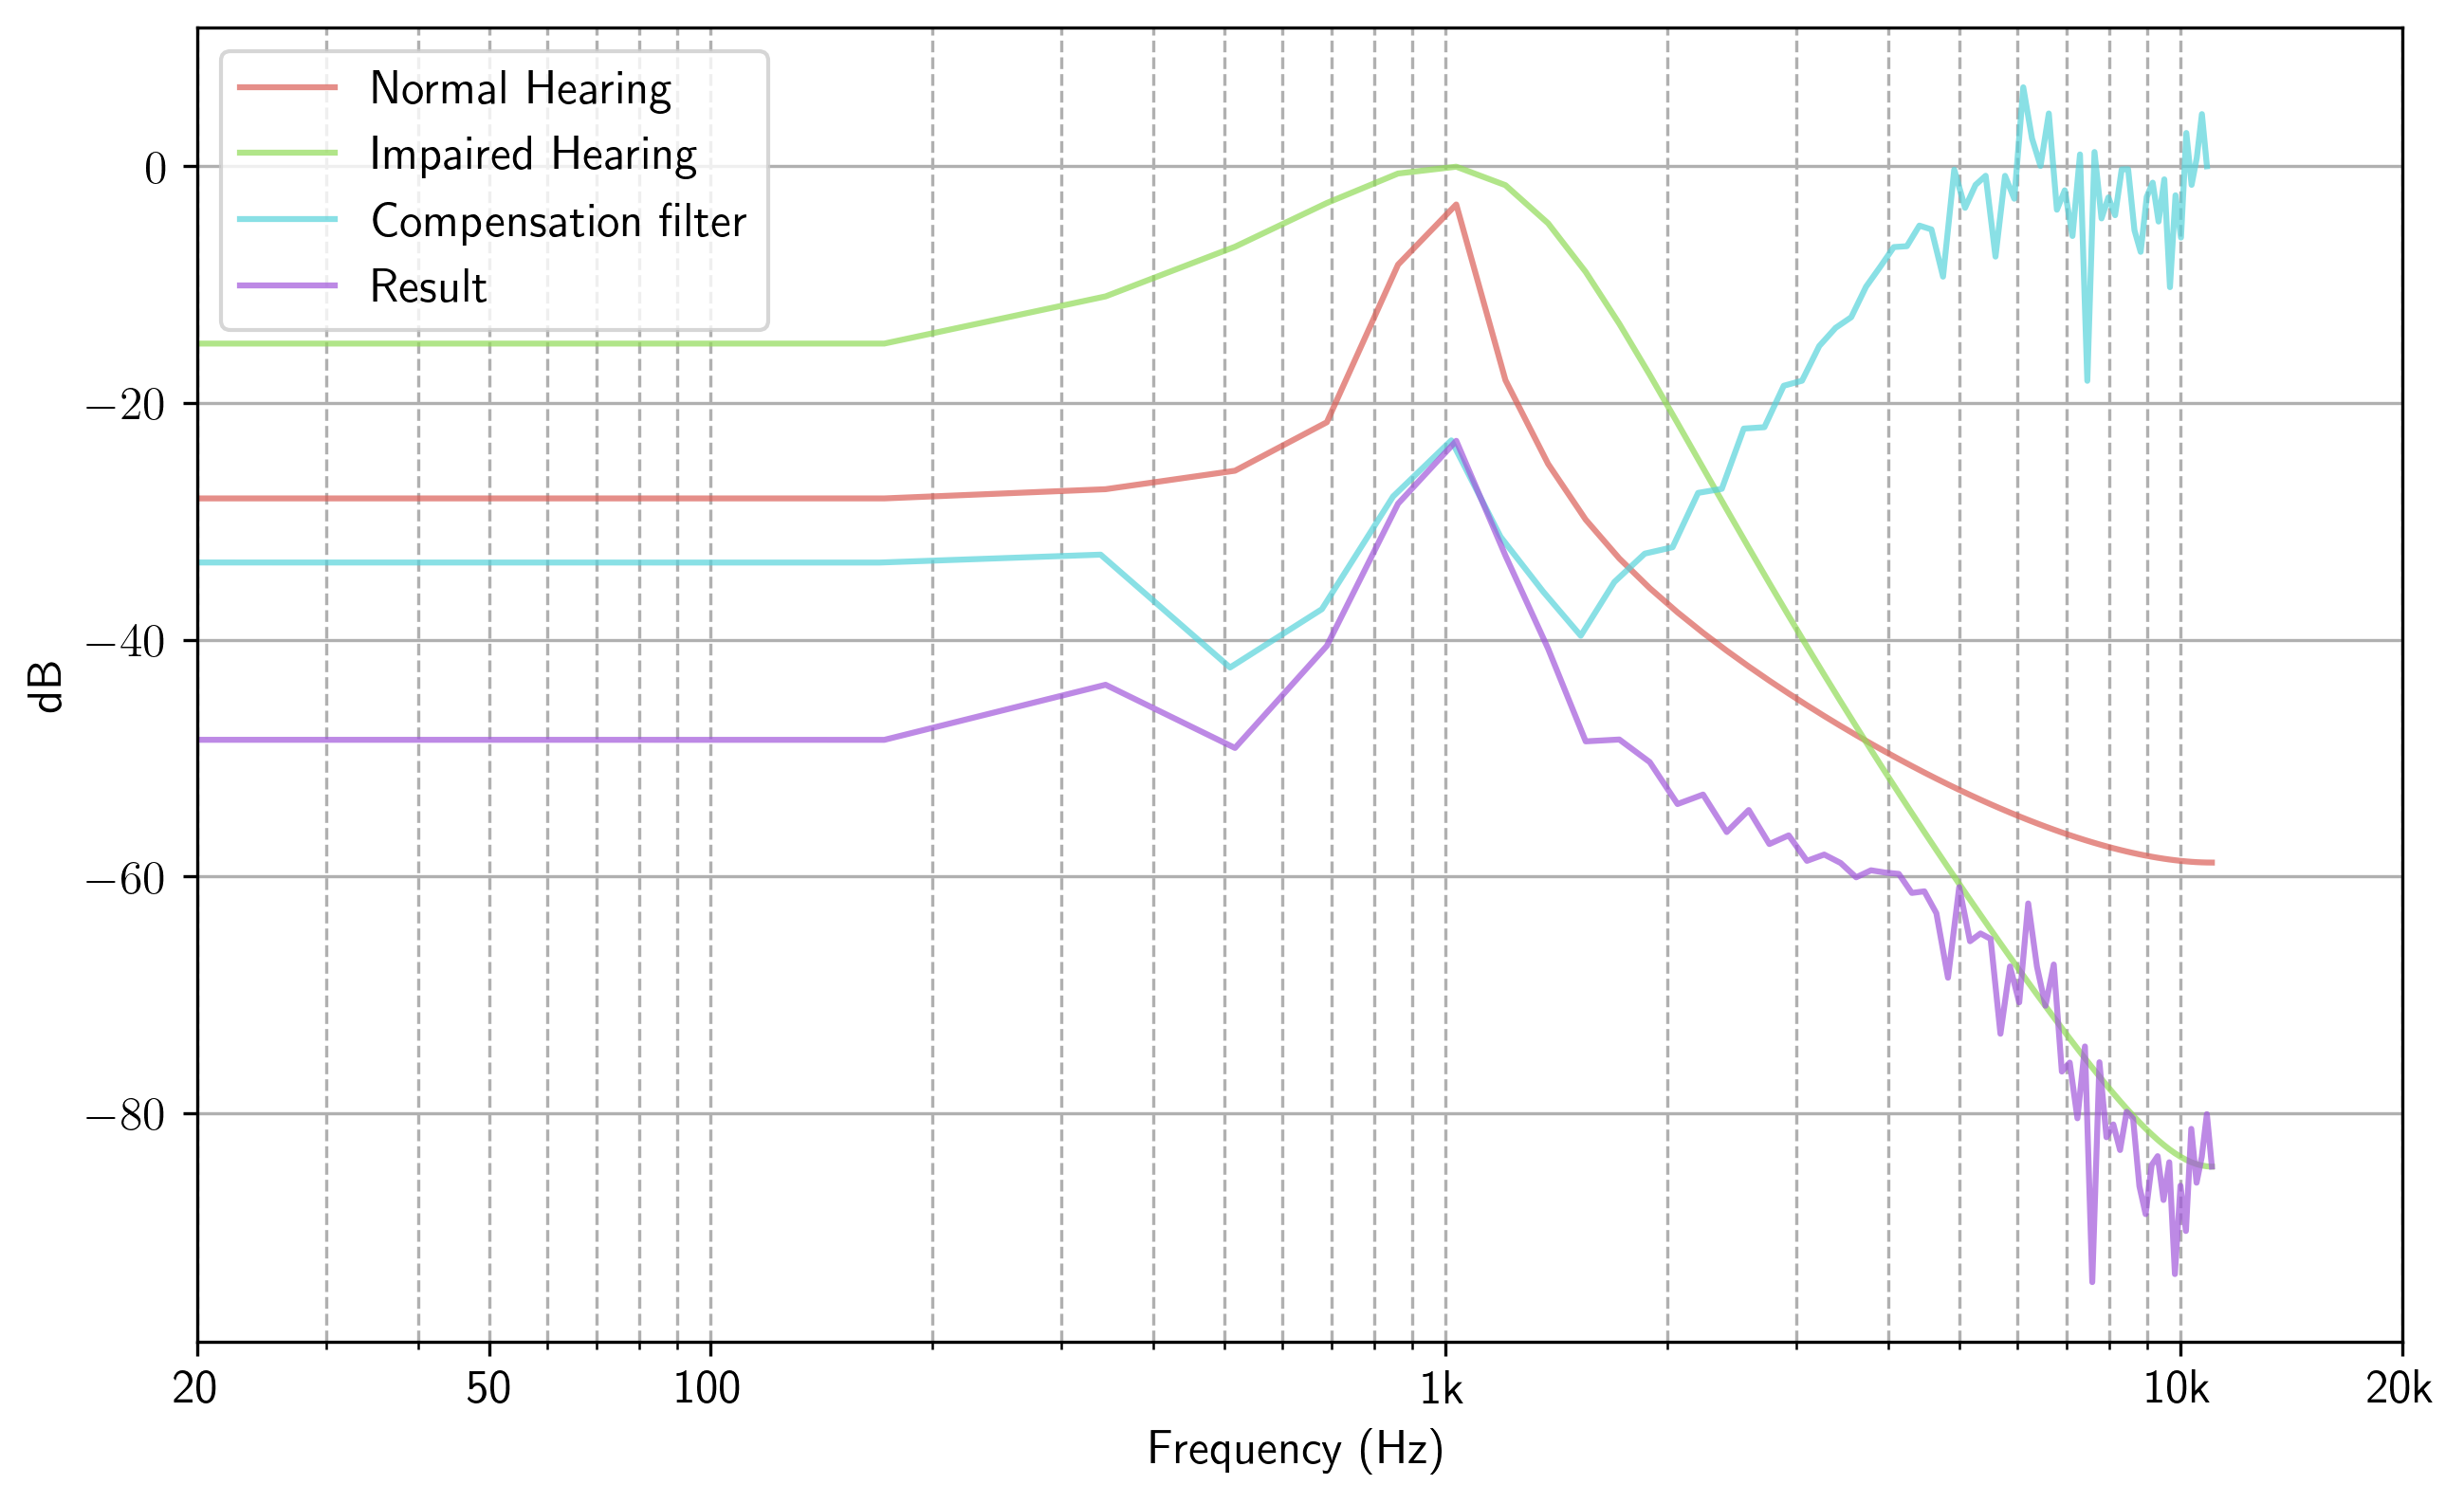 Normal Hearing
Impaired Hearing
Compensation filter
Result
0
−20
−40
−60
−80
dB
20 50 100 1k 10k 20k
Frequency (Hz)